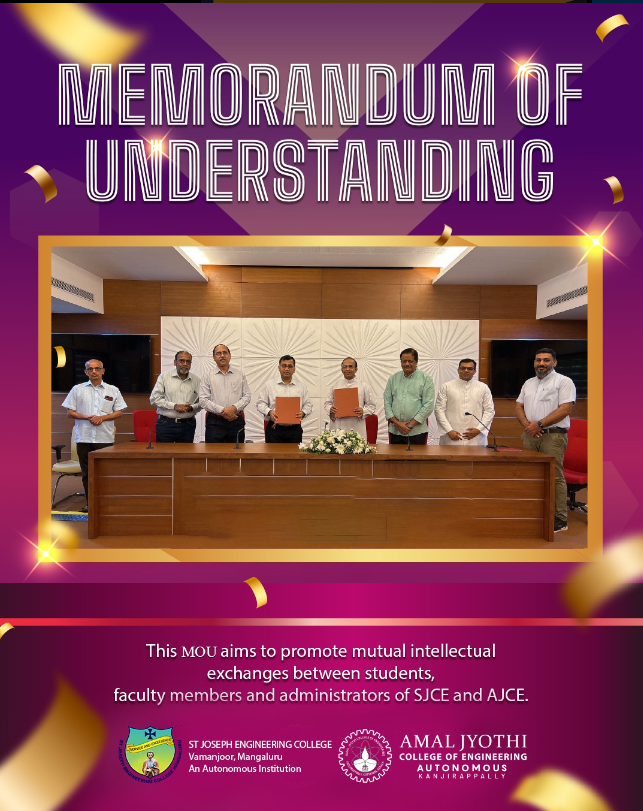 MEMORANDUM OF
UNDERSTANDING
This MOU aims to promote mutual intellectual
exchanges between students,
faculty members and administrators of SJCE and AJCE.
ST JOSEPH ENGINEERING COLLEGE
Vamanjoor, Mangaluru
An Autonomous Institution
AMAL JYOTHI
COLLEGE OF ENGINEERING
AUTONOMOUS
KANJIRAPPALLY